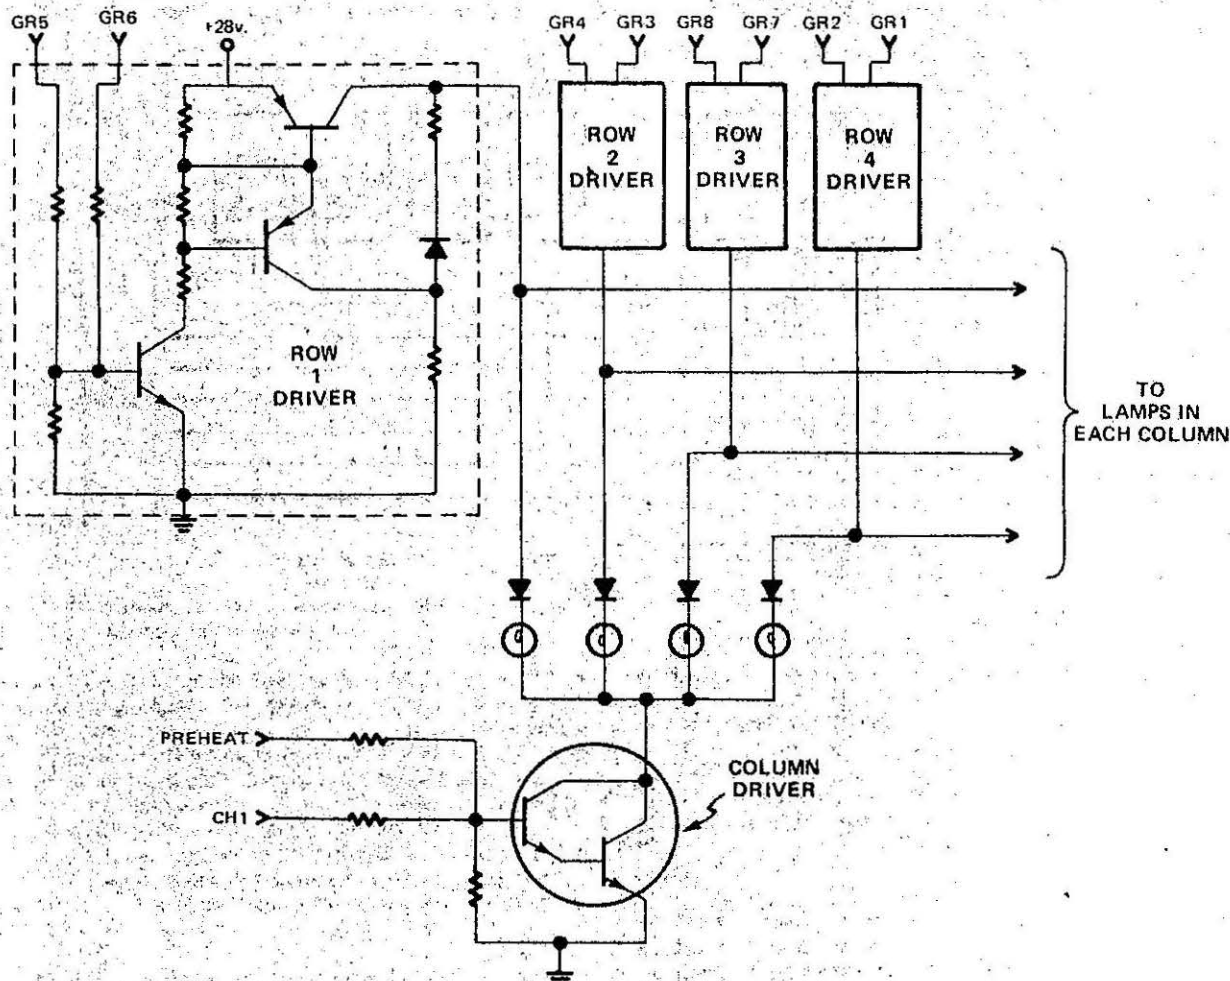 GR5
GR6
+28v.
GR4
GR3
GR8
GR7
GR2
GR1
ROW
2
DRIVER
ROW
3
DRIVER
ROW
4
DRIVER
ROW
1
DRIVER
TO
LAMPS IN
EACH COLUMN
PREHEAT
CH1
COLUMN
DRIVER